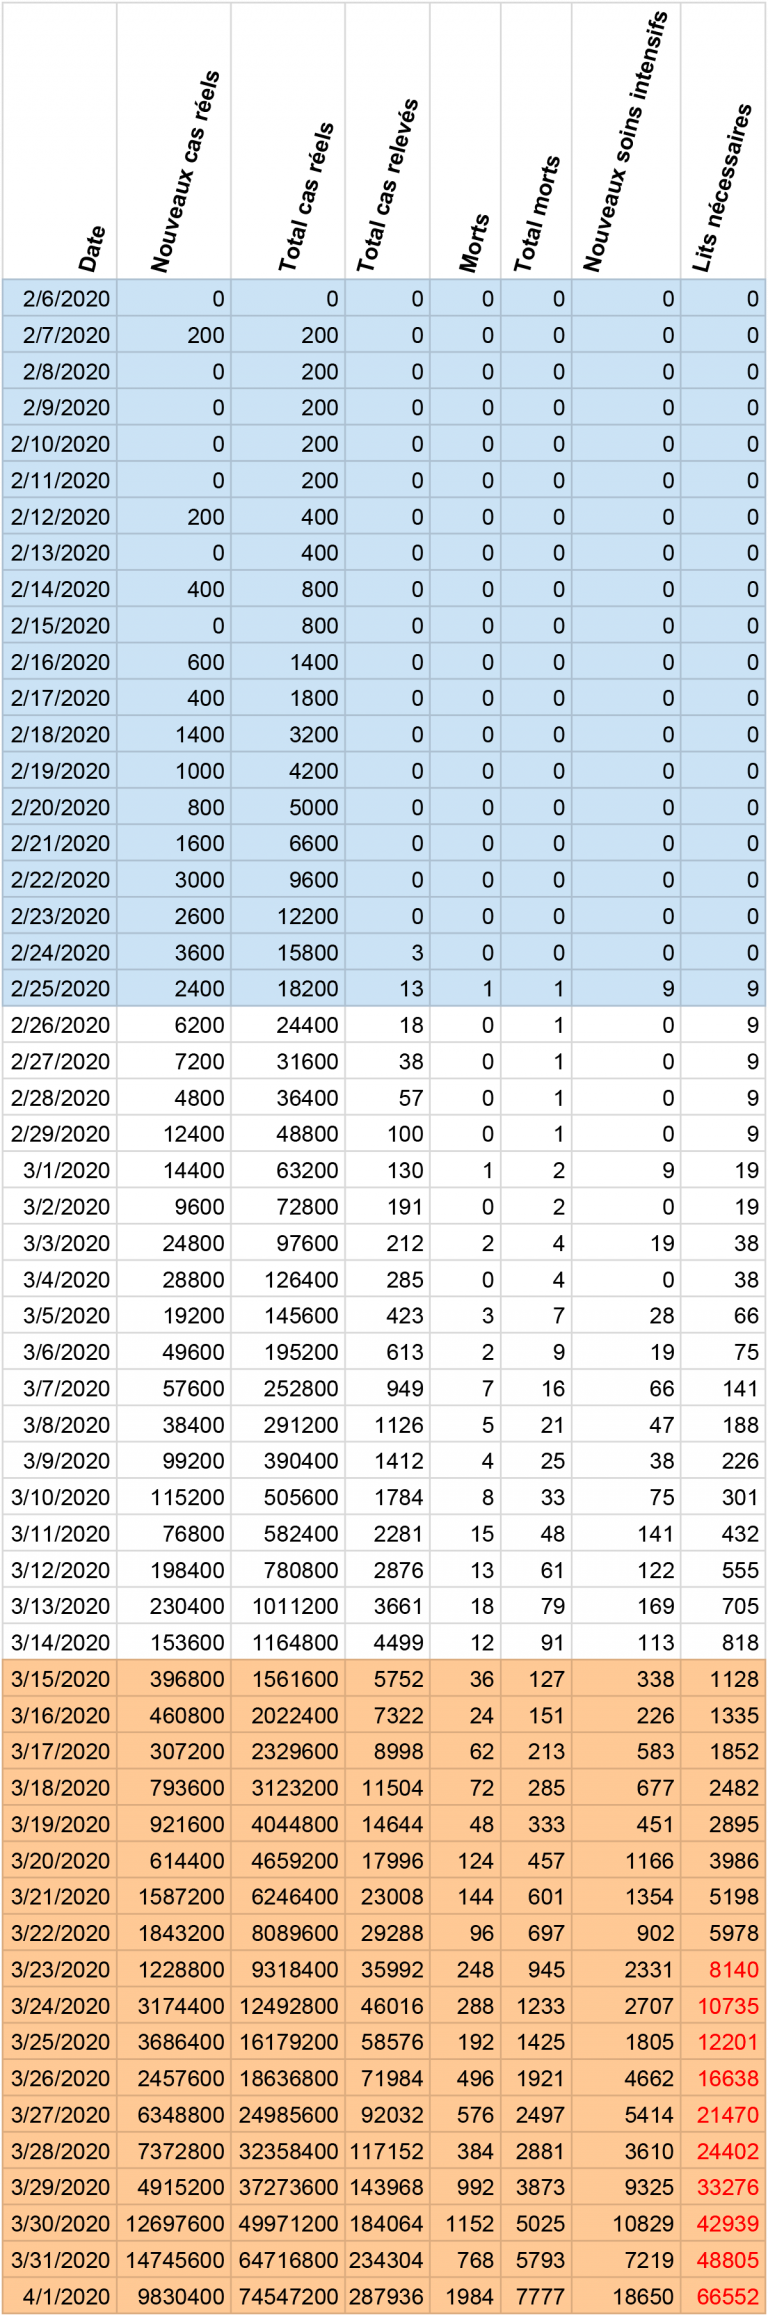 Date Nouveaux cas réels Total cas réels Total cas relevés Morts Total morts Nouveaux soins intensifs Lits nécessaires
2/6/2020 0 0 0 0 0 0 0
2/7/2020 200 200 0 0 0 0 0
2/8/2020 0 200 0 0 0 0 0
2/9/2020 0 200 0 0 0 0 0
2/10/2020 0 200 0 0 0 0 0
2/11/2020 0 200 0 0 0 0 0
2/12/2020 200 400 0 0 0 0 0
2/13/2020 0 400 0 0 0 0 0
2/14/2020 400 800 0 0 0 0 0
2/15/2020 0 800 0 0 0 0 0
2/16/2020 600 1400 0 0 0 0 0
2/17/2020 400 1800 0 0 0 0 0
2/18/2020 1400 3200 0 0 0 0 0
2/19/2020 1000 4200 0 0 0 0 0
2/20/2020 800 5000 0 0 0 0 0
2/21/2020 1600 6600 0 0 0 0 0
2/22/2020 3000 9600 0 0 0 0 0
2/23/2020 2600 12200 0 0 0 0 0
2/24/2020 3600 15800 3 0 0 0 0
2/25/2020 2400 18200 13 1 1 9 9
2/26/2020 6200 24400 18 0 1 0 9
2/27/2020 7200 31600 38 0 1 0 9
2/28/2020 4800 36400 57 0 1 0 9
2/29/2020 12400 48800 100 0 1 0 9
3/1/2020 14400 63200 130 1 2 9 19
3/2/2020 9600 72800 191 0 2 0 19
3/3/2020 24800 97600 212 2 4 19 38
3/4/2020 28800 126400 285 0 4 0 38
3/5/2020 19200 145600 423 3 7 28 66
3/6/2020 49600 195200 613 2 9 19 75
3/7/2020 57600 252800 949 7 16 66 141
3/8/2020 38400 291200 1126 5 21 47 188
3/9/2020 99200 390400 1412 4 25 38 226
3/10/2020 115200 505600 1784 8 33 75 301
3/11/2020 76800 582400 2281 15 48 141 432
3/12/2020 198400 780800 2876 13 61 122 555
3/13/2020 230400 1011200 3661 18 79 169 705
3/14/2020 153600 1164800 4499 12 91 113 818
3/15/2020 396800 1561600 5752 36 127 338 1128
3/16/2020 460800 2022400 7322 24 151 226 1335
3/17/2020 307200 2329600 8998 62 213 583 1852
3/18/2020 793600 3123200 11504 72 285 677 2482
3/19/2020 921600 4044800 14644 48 333 451 2895
3/20/2020 614400 4659200 17996 124 457 1166 3986
3/21/2020 1587200 6246400 23008 144 601 1354 5198
3/22/2020 1843200 8089600 29288 96 697 902 5978
3/23/2020 1228800 9318400 35992 248 945 2331 8140
3/24/2020 3174400 12492800 46016 288 1233 2707 10735
3/25/2020 3686400 16179200 58576 192 1425 1805 12201
3/26/2020 2457600 18636800 71984 496 1921 4662 16638
3/27/2020 6348800 24985600 92032 576 2497 5414 21470
3/28/2020 7372800 32358400 117152 384 2881 3610 24402
3/29/2020 4915200 37273600 143968 992 3873 9325 33276
3/30/2020 12697600 49971200 184064 1152 5025 10829 42939
3/31/2020 14745600 64716800 234304 768 5793 7219 48805
4/1/2020 9830400 74547200 287936 1984 7777 18650 66552